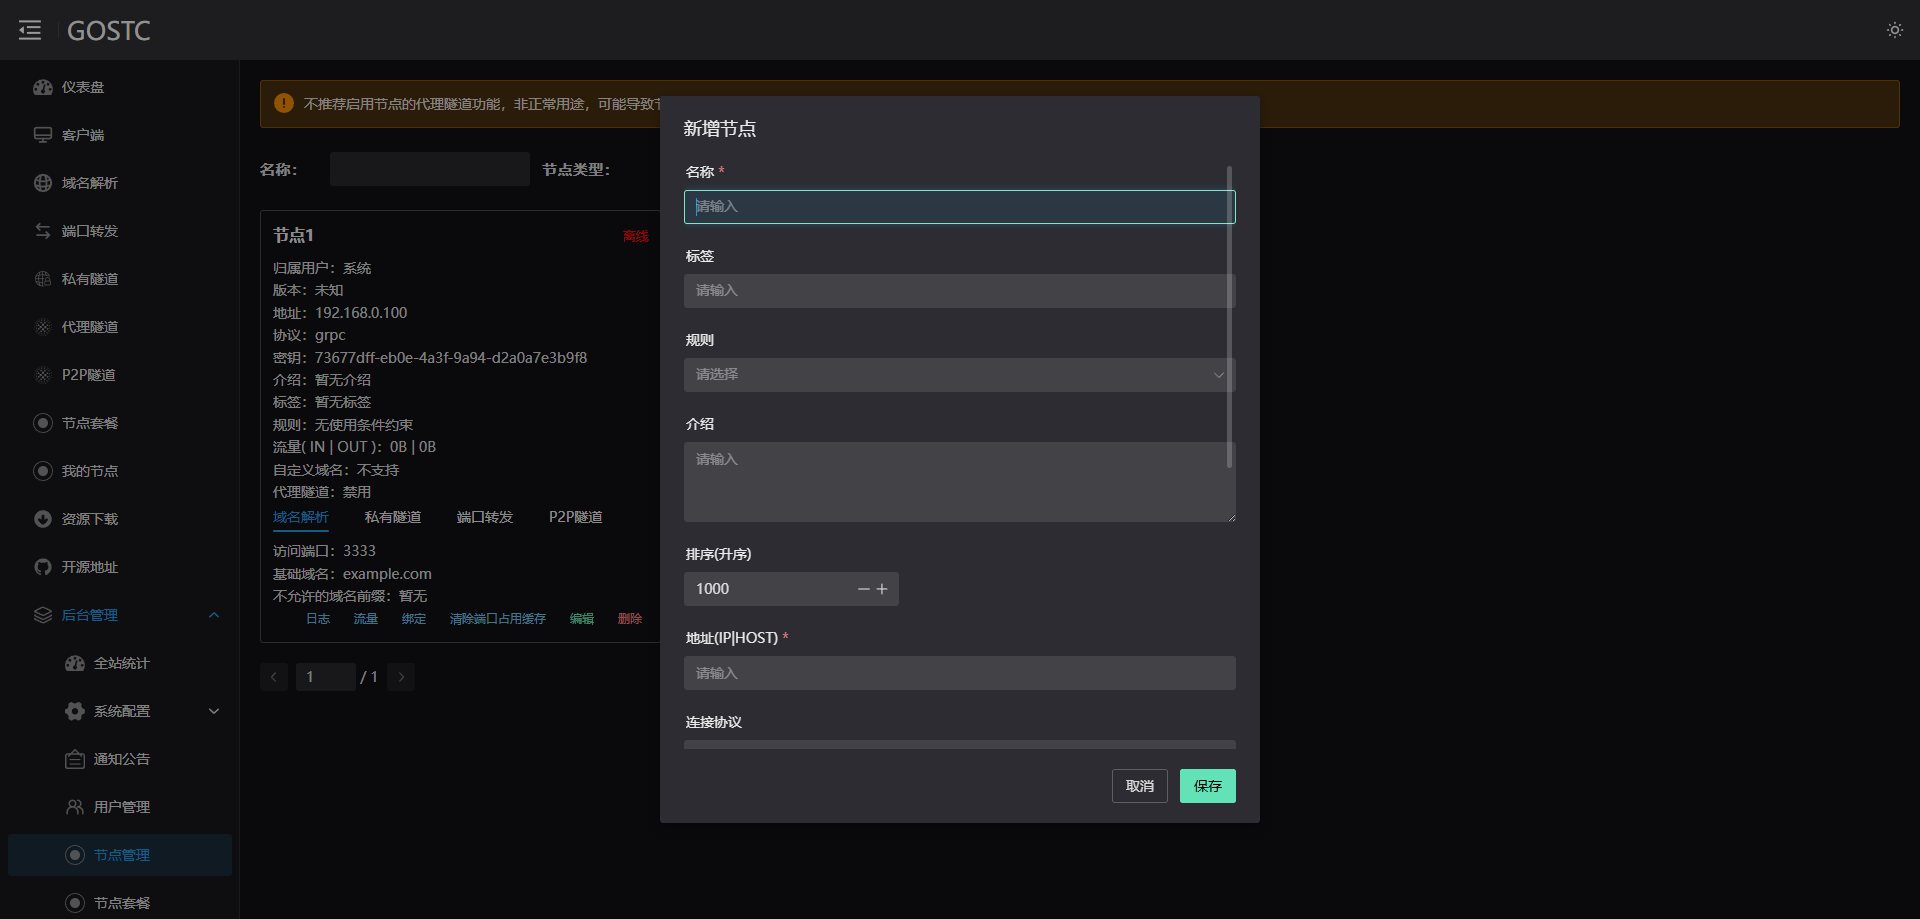 GOSTC
仪表盘
客户端
域名解析
端口转发
私有隧道
代理隧道
P2P隧道
节点套餐
我的节点
资源下载
开源地址
后台管理
全站统计
系统配置
通知公告
用户管理
节点管理
节点套餐
不推荐启用节点的代理隧道功能，非正常用途，可能导致节
名称：
节点类型：
节点1
离线
归属用户：系统
版本：未知
地址：192.168.0.100
协议：grpc
密钥：73677dff-eb0e-4a3f-9a94-d2a0a7e3b9f8
介绍：暂无介绍
标签：暂无标签
规则：无使用条件约束
流量( IN | OUT )：0B | 0B
自定义域名：不支持
代理隧道：禁用
域名解析 私有隧道 端口转发 P2P隧道
访问端口：3333
基础域名：example.com
不允许的域名前缀：暂无
日志 流量 绑定 清除端口占用缓存 编辑 删除
1 / 1
新增节点
名称 *
请输入
标签
请输入
规则
请选择
介绍
请输入
排序(升序)
1000
地址(IP|HOST) *
请输入
连接协议
取消 保存